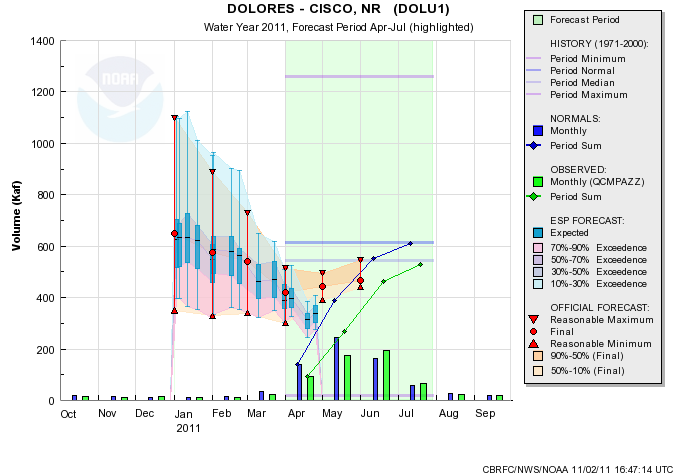 DOLORES - CISCO, NR (DOLU1)
Water Year 2011, Forecast Period Apr-Jul (highlighted)
Volume (Kaf)
1400
1200
1000
800
600
400
200
0
NOAA
Oct Nov Dec Jan Feb Mar Apr May Jun Jul Aug Sep
2011
Forecast Period
HISTORY (1971-2000):
Period Minimum
Period Normal
Period Median
Period Maximum
NORMALS:
Monthly
Period Sum
OBSERVED:
Monthly (QCMPAZZ)
Period Sum
ESP FORECAST:
Expected
70%-90% Exceedence
50%-70% Exceedence
30%-50% Exceedence
10%-30% Exceedence
OFFICIAL FORECAST:
Reasonable Maximum
Final
Reasonable Minimum
90%-50% (Final)
50%-10% (Final)
CBRFC/NWS/NOAA 11/02/11 16:47:14 UTC